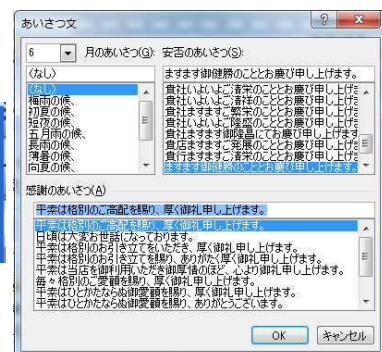 あいさつ文
6 月のあいさつ(G): 安否のあいさつ(S):
(なし) ますます御健勝のこととお慶び申し上げます。
(なし)
梅雨の候、
初夏の候、
短夜の候、
五月雨の候、
長雨の候、
薄暑の候、
向夏の候、
貴社いよいよご清栄のこととお慶び申し上げま
貴社いよいよご清祥のこととお慶び申し上げま
貴社ますますご繁栄のこととお慶び申し上げま
貴社いよいよご隆盛のこととお慶び申し上げま
貴社ますます御隆昌にてお慶び申し上げます
貴店ますますご発展のこととお慶び申し上げま
貴行ますますご清栄のこととお慶び申し上げま
ますます御健勝のこととお慶び申し上げます。
感謝のあいさつ(A)
平素は格別のご高配を賜り、厚く御礼申し上げます。
平素は格別のご高配を賜り、厚く御礼申し上げます。
日頃は大変お世話になっております。
平素は格別のお引き立てをいただき、厚く御礼申し上げます。
平素は格別のお引き立てを賜り、ありがたく厚く御礼申し上げます。
平素は当店を御利用いただき御厚情のほど、心より御礼申し上げます。
毎々格別のご愛顧を賜り、厚く御礼申し上げます。
平素はひとかたならぬ御愛顧を賜り、厚く御礼申し上げます。
平素はひとかたならぬ御愛顧を賜り、ありがとうございます。
OK キャンセル